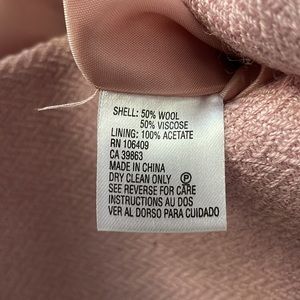 SHELL: 50% WOOL
50% VISCOSE
LINING: 100% ACETATE
RN 106409
CA 39863
MADE IN CHINA
DRY CLEAN ONLY Ⓟ
SEE REVERSE FOR CARE
INSTRUCTIONS AU DOS
VER AL DORSO PARA CUIDADO